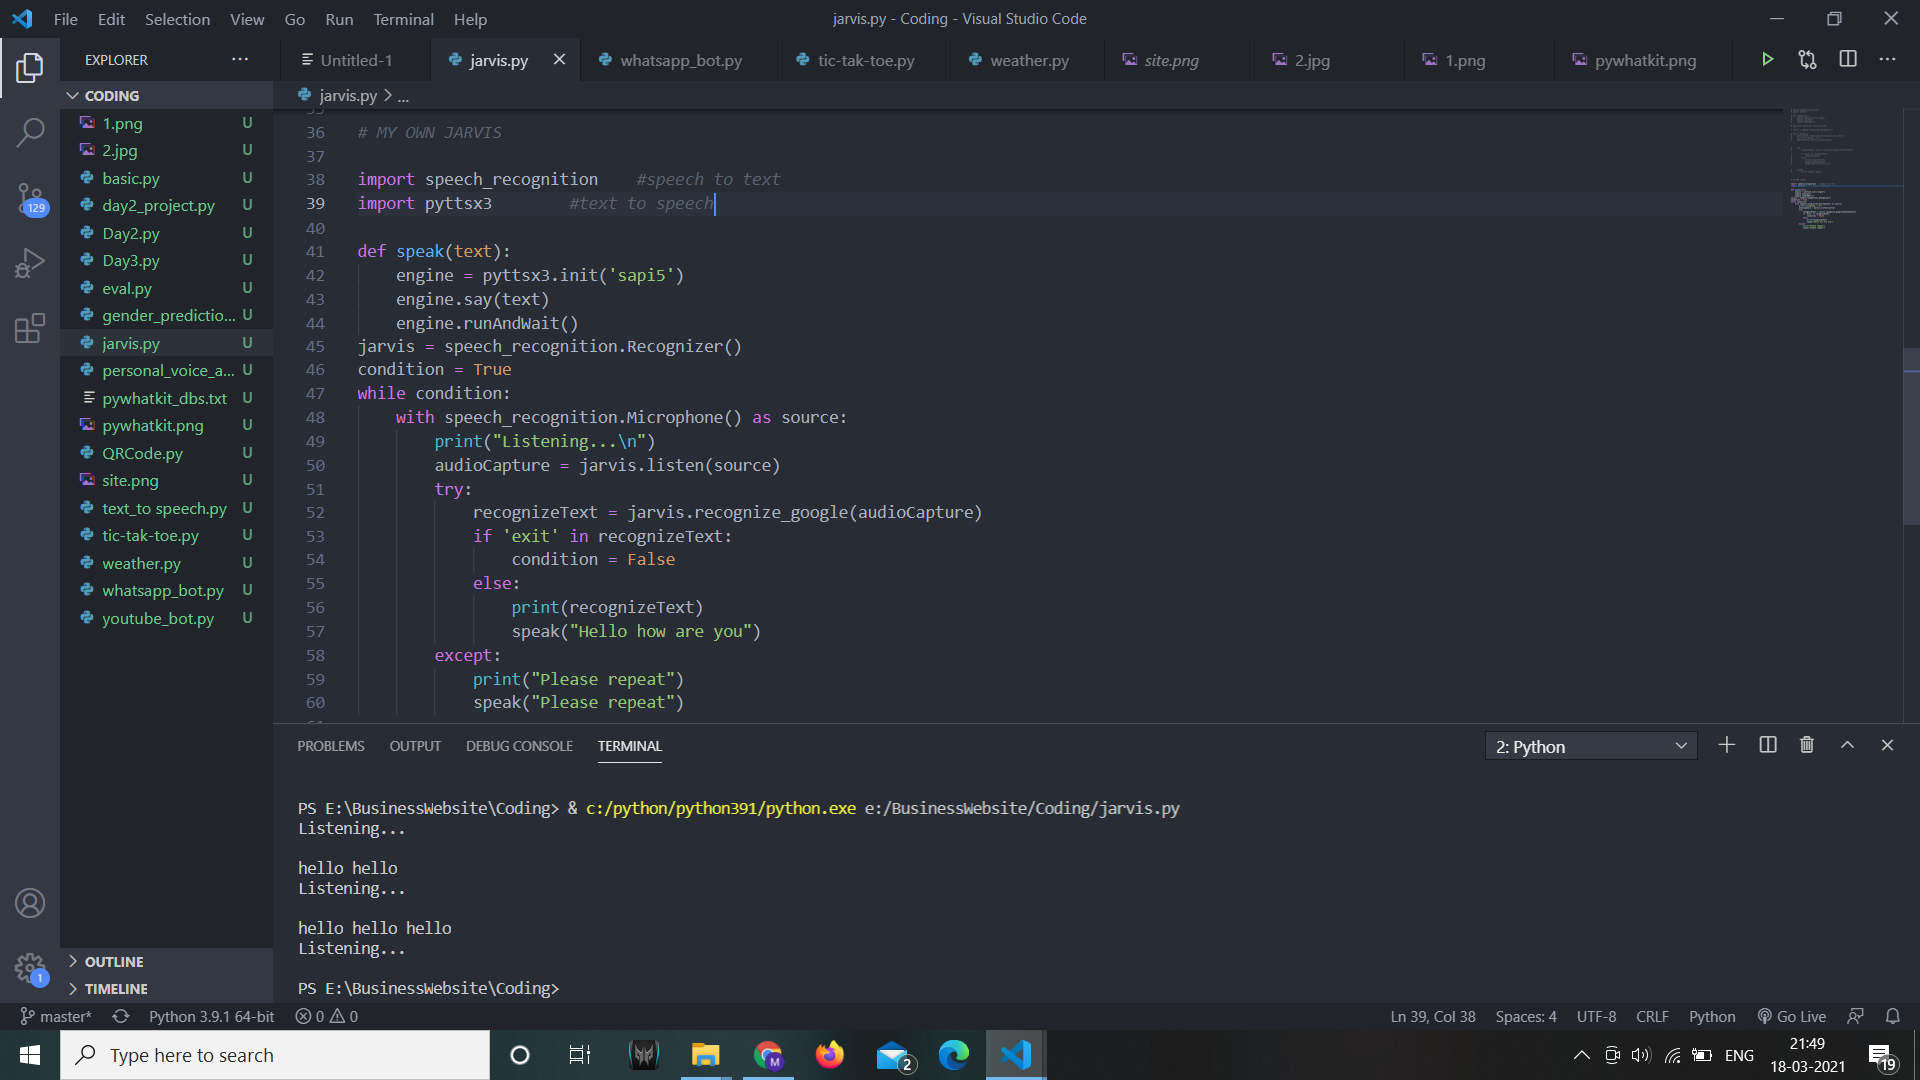 File Edit Selection View Go Run Terminal Help
jarvis.py - Coding - Visual Studio Code
EXPLORER
Untitled-1
jarvis.py
whatsapp_bot.py
tic-tak-toe.py
weather.py
site.png
2.jpg
1.png
pywhatkit.png
CODING
1.png U
2.jpg U
basic.py U
day2_project.py U
Day2.py U
Day3.py U
eval.py U
gender_predictio... U
jarvis.py U
personal_voice_a... U
pywhatkit_dbs.txt U
pywhatkit.png U
QRCode.py U
site.png U
text_to speech.py U
tic-tak-toe.py U
weather.py U
whatsapp_bot.py U
youtube_bot.py U
OUTLINE
TIMELINE
129
1
jarvis.py > ...
36 # MY OWN JARVIS
37
38 import speech_recognition    #speech to text
39 import pyttsx3        #text to speech
40
41 def speak(text):
42     engine = pyttsx3.init('sapi5')
43     engine.say(text)
44     engine.runAndWait()
45 jarvis = speech_recognition.Recognizer()
46 condition = True
47 while condition:
48     with speech_recognition.Microphone() as source:
49         print("Listening...\n")
50         audioCapture = jarvis.listen(source)
51         try:
52             recognizeText = jarvis.recognize_google(audioCapture)
53             if 'exit' in recognizeText:
54                 condition = False
55             else:
56                 print(recognizeText)
57                 speak("Hello how are you")
58         except:
59             print("Please repeat")
60             speak("Please repeat")
PROBLEMS OUTPUT DEBUG CONSOLE TERMINAL
2: Python
PS E:\BusinessWebsite\Coding> & c:/python/python391/python.exe e:/BusinessWebsite/Coding/jarvis.py
Listening...
hello hello
Listening...
hello hello hello
Listening...
PS E:\BusinessWebsite\Coding>
master* Python 3.9.1 64-bit 0 0
Ln 39, Col 38 Spaces: 4 UTF-8 CRLF Python Go Live
Type here to search
M
2
ENG
21:49
18-03-2021
19